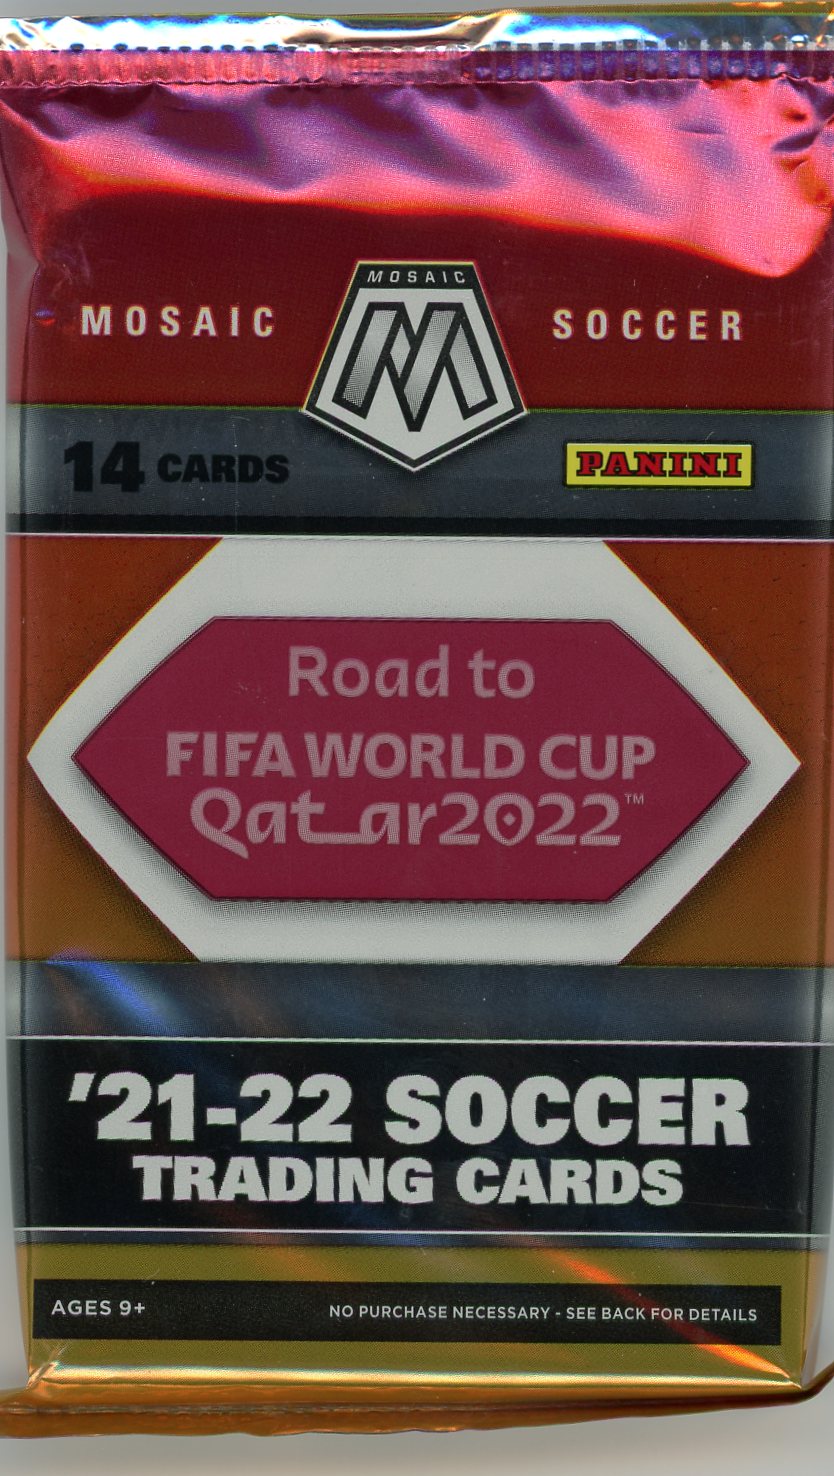 MOSAIC
MOSAIC SOCCER
14 CARDS
PANINI
Road to
FIFA WORLD CUP
Qatar2022™
'21-22 SOCCER
TRADING CARDS
AGES 9+ NO PURCHASE NECESSARY - SEE BACK FOR DETAILS